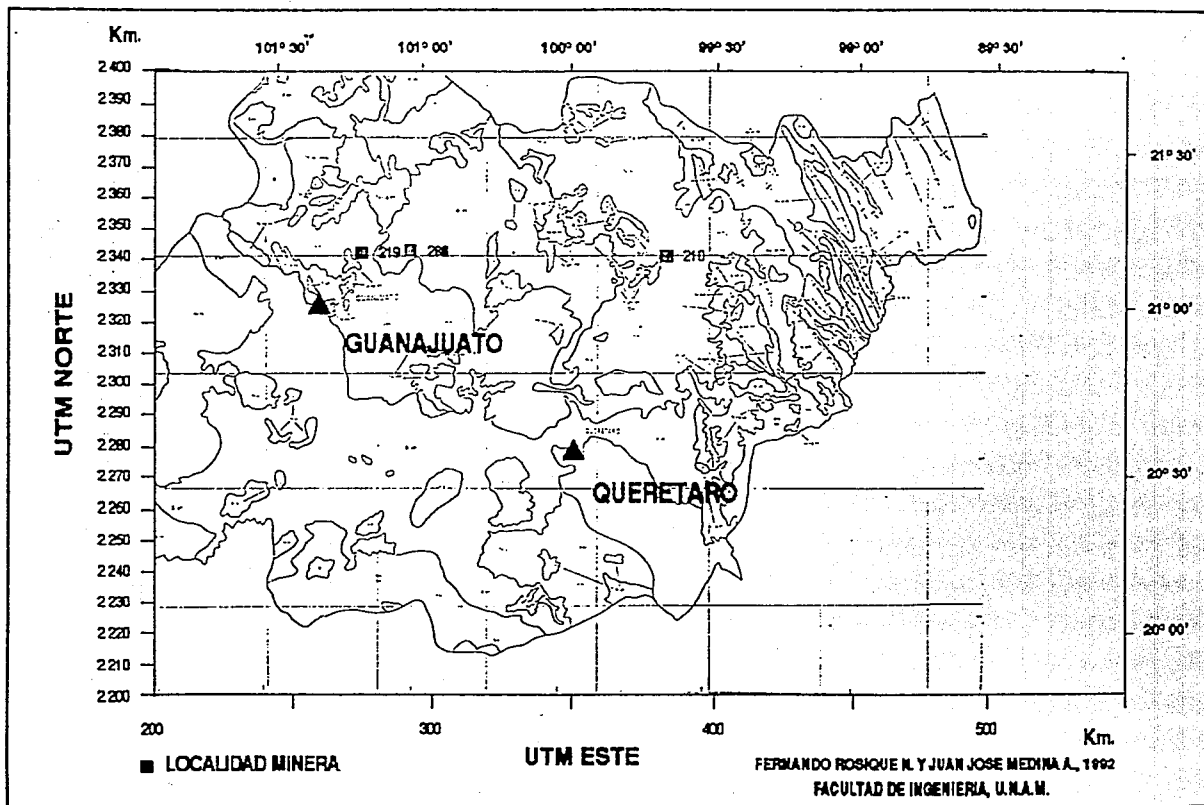 Km.
101° 30' 101° 00' 100° 00' 99° 30' 99° 00' 89° 30'
2 400
2 390
2 380
2 370
2 360
2 350
2 340
2 330
2 320
2 310
2 300
2 290
2 280
2 270
2 260
2 250
2 240
2 230
2 220
2 210
2 200
UTM NORTE
219
210
GUANAJUATO
QUERETARO
QUERETARO
21° 30'
21° 00'
20° 30'
20° 00'
200 300 400 500 Km.
UTM ESTE
■ LOCALIDAD MINERA
FERNANDO ROSIQUE N. Y JUAN JOSE MEDINA A., 1992
FACULTAD DE INGENIERIA, U.N.A.M.